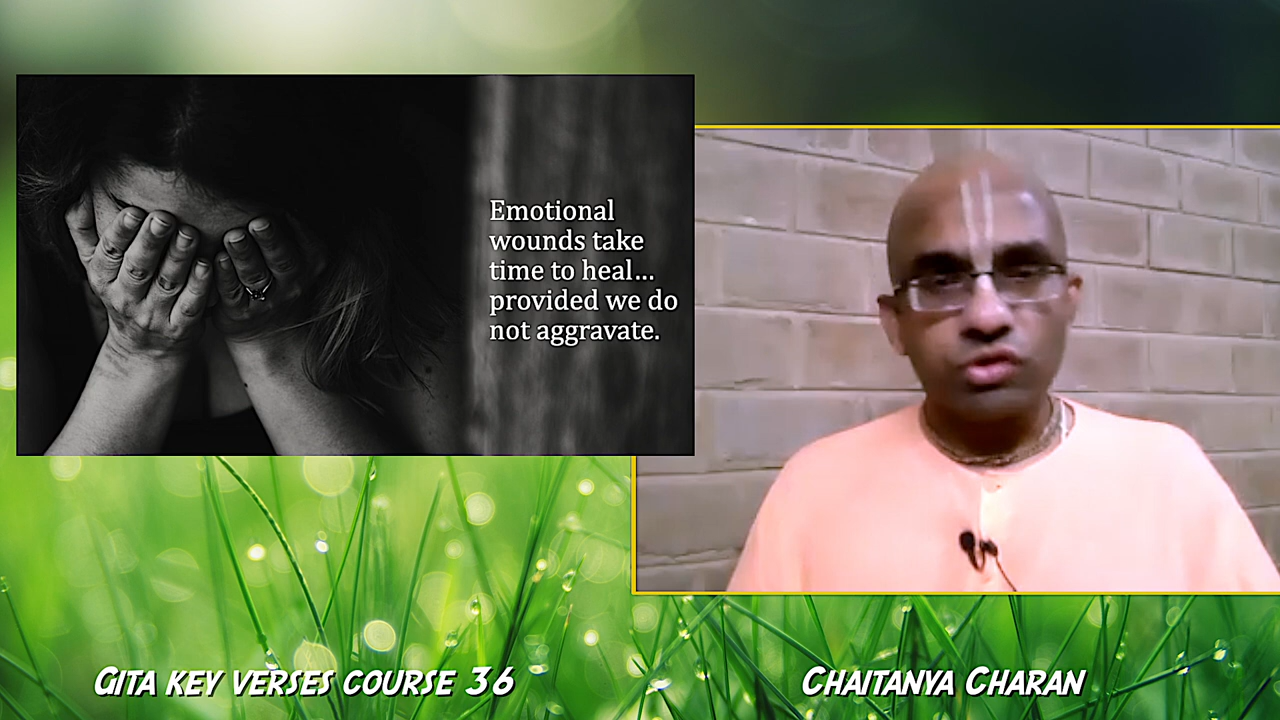 Emotional
wounds take
time to heal...
provided we do
not aggravate.
GITA KEY VERSES COURSE 36
CHAITANYA CHARAN